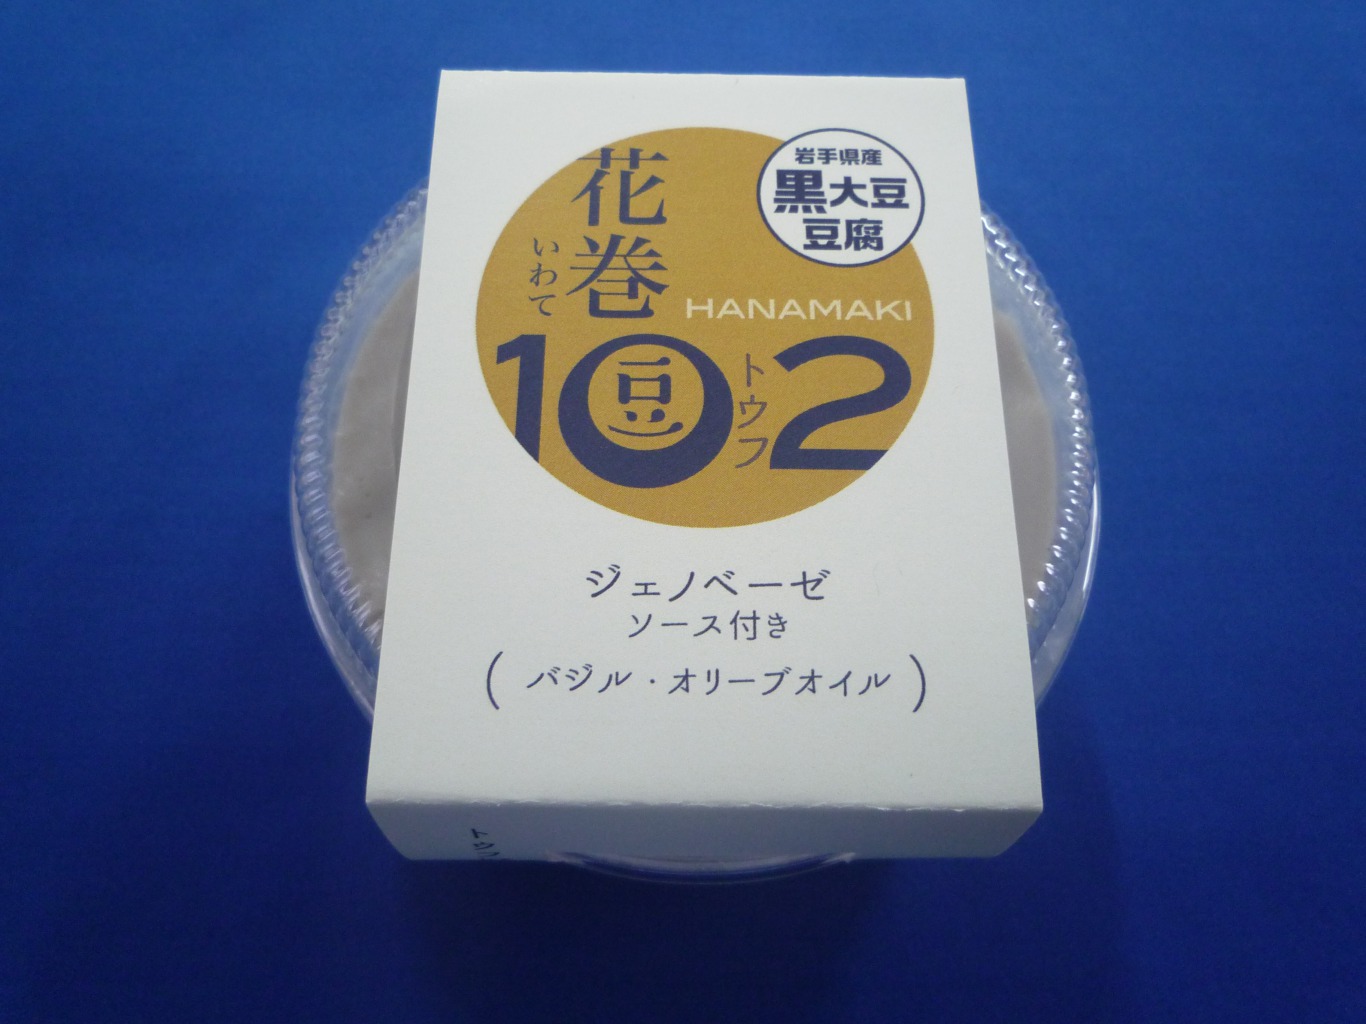 花巻
いわて
岩手県産
黒大豆
豆腐
HANAMAKI
102
豆
トウフ
ジェノベーゼ
ソース付き
(バジル・オリーブオイル)